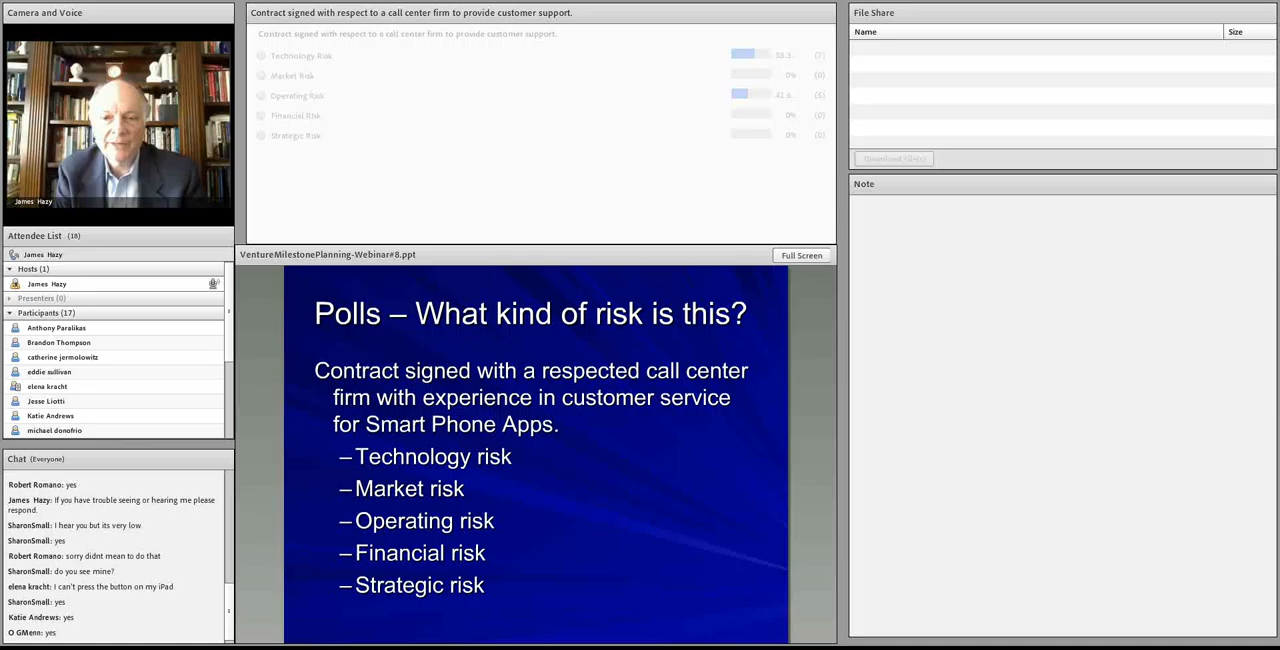 Camera and Voice
James Hazy
Attendee List (18)
James Hazy
Hosts (1)
James Hazy
Presenters (0)
Participants (17)
Anthony Paralikas
Brandon Thompson
catherine jermolowitz
eddie sullivan
elena kracht
Jesse Liotti
Katie Andrews
michael donofrio
Chat (Everyone)
Robert Romano: yes
James Hazy: If you have trouble seeing or hearing me please
respond.
SharonSmall: I hear you but its very low
SharonSmall: yes
Robert Romano: sorry didnt mean to do that
SharonSmall: do you see mine?
elena kracht: I can't press the button on my iPad
SharonSmall: yes
Katie Andrews: yes
O GMenn: yes
Contract signed with respect to a call center firm to provide customer support.
Contract signed with respect to a call center firm to provide customer support.
Technology Risk 58.3... (7)
Market Risk 0% (0)
Operating Risk 41.6... (5)
Financial Risk 0% (0)
Strategic Risk 0% (0)
VentureMilestonePlanning-Webinar#8.ppt
Full Screen
Polls – What kind of risk is this?
Contract signed with a respected call center
firm with experience in customer service
for Smart Phone Apps.
–Technology risk
–Market risk
–Operating risk
–Financial risk
–Strategic risk
File Share
Name Size
Download File(s)
Note